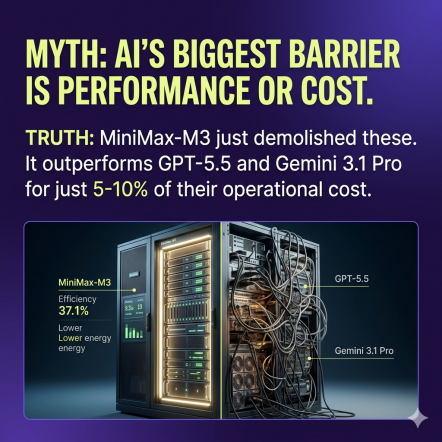 MYTH: AI'S BIGGEST BARRIER
IS PERFORMANCE OR COST.
TRUTH: MiniMax-M3 just demolished these.
It outperforms GPT-5.5 and Gemini 3.1 Pro
for just 5-10% of their operational cost.
MiniMax-M3
Efficiency
37.1%
Lower
Lower energy
energy
GPT-5.5
Gemini 3.1 Pro